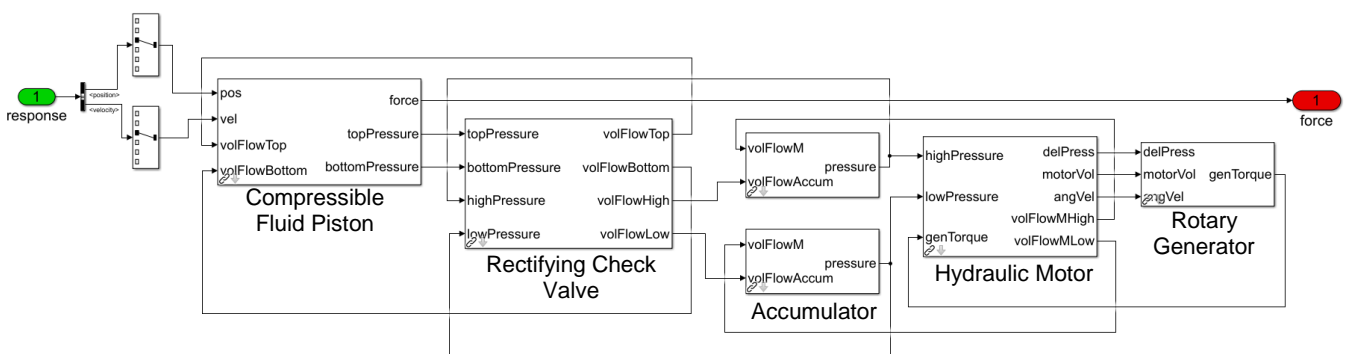 1
response
<position>
<velocity>
pos
vel
volFlowTop
volFlowBottom
force
topPressure
bottomPressure
Compressible
Fluid Piston
topPressure
bottomPressure
highPressure
lowPressure
volFlowTop
volFlowBottom
volFlowHigh
volFlowLow
Rectifying Check
Valve
volFlowM
volFlowAccum
pressure
volFlowM
volFlowAccum
pressure
Accumulator
highPressure
lowPressure
genTorque
delPress
motorVol
angVel
volFlowMHigh
volFlowMLow
Hydraulic Motor
delPress
motorVol
angVel
genTorque
Rotary
Generator
1
force